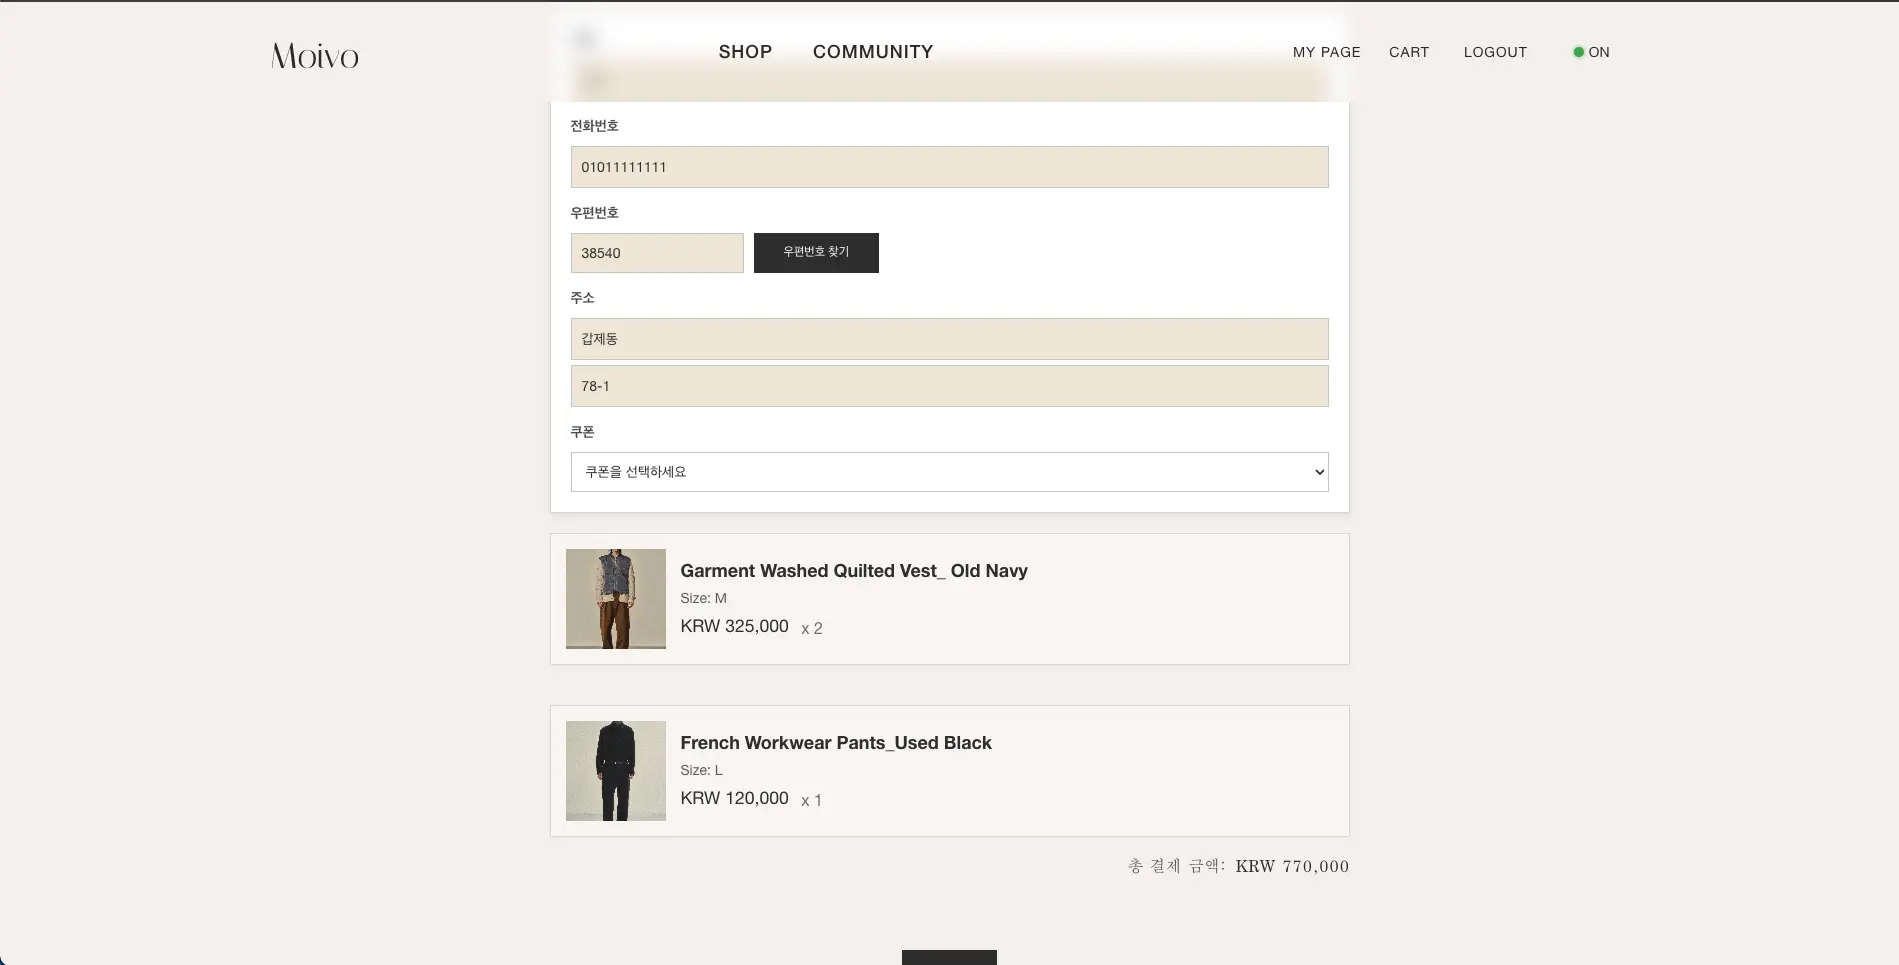 Moivo
SHOP COMMUNITY
MY PAGE CART LOGOUT ON
전화번호
01011111111
우편번호
38540 우편번호 찾기
주소
갑제동
78-1
쿠폰
쿠폰을 선택하세요
Garment Washed Quilted Vest_ Old Navy
Size: M
KRW 325,000 x 2
French Workwear Pants_Used Black
Size: L
KRW 120,000 x 1
총 결제 금액: KRW 770,000